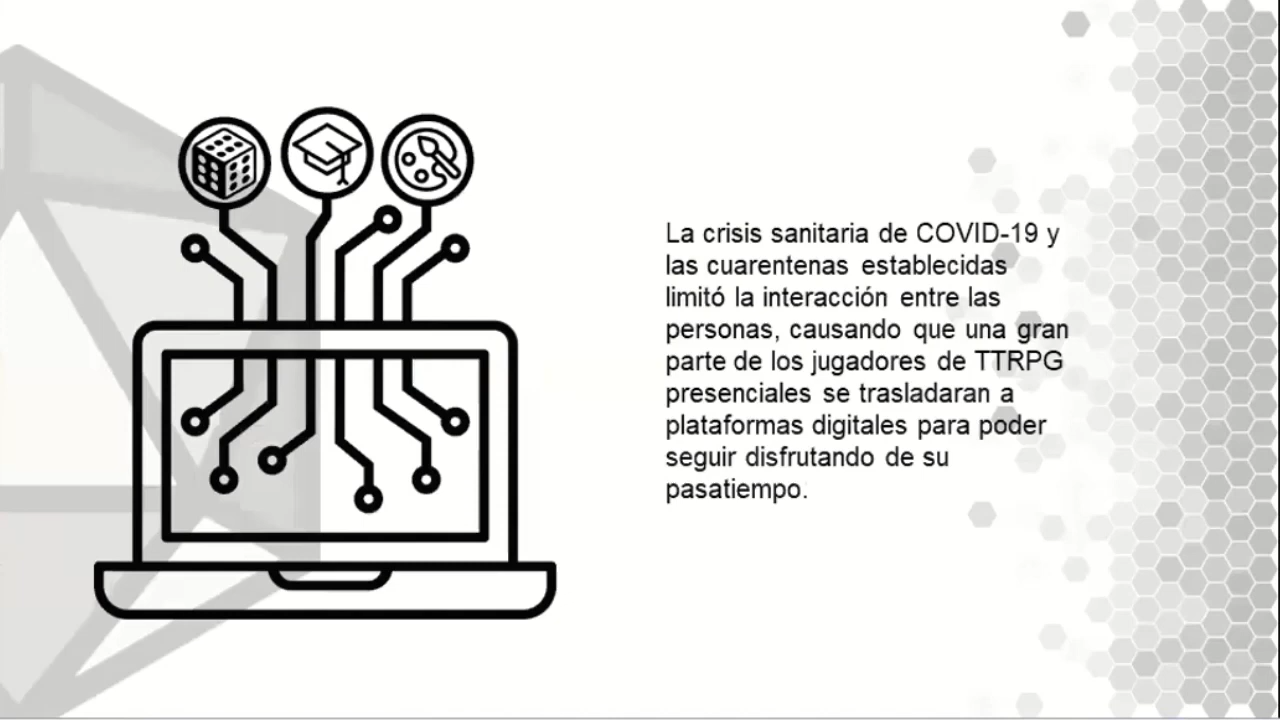 La crisis sanitaria de COVID-19 y
las cuarentenas establecidas
limitó la interacción entre las
personas, causando que una gran
parte de los jugadores de TTRPG
presenciales se trasladaran a
plataformas digitales para poder
seguir disfrutando de su
pasatiempo.